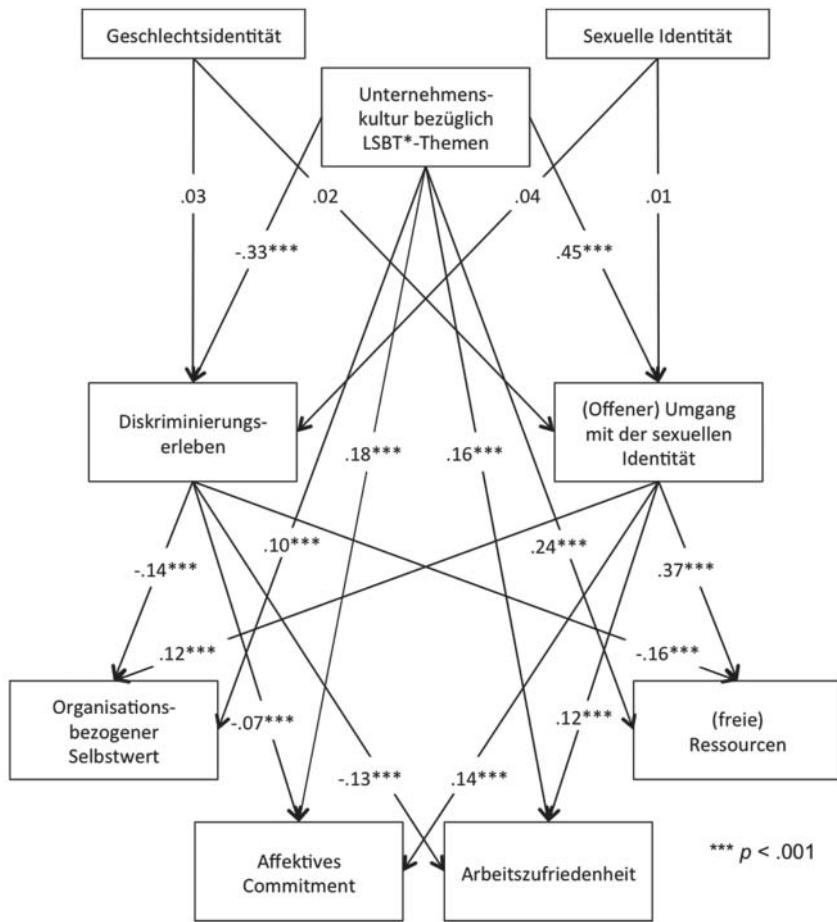 Geschlechtsidentität
Sexuelle Identität
Unternehmens-
kultur bezüglich
LSBT*-Themen
.03
.02
.04
.01
-.33***
.45***
Diskriminierungs-
erleben
(Offener) Umgang
mit der sexuellen
Identität
.18***
.16***
.10***
.24***
-.14***
.37***
.12***
-.16***
Organisations-
bezogener
Selbstwert
(freie)
Ressourcen
-.07***
.12***
-.13***
.14***
Affektives
Commitment
Arbeitszufriedenheit
*** p < .001